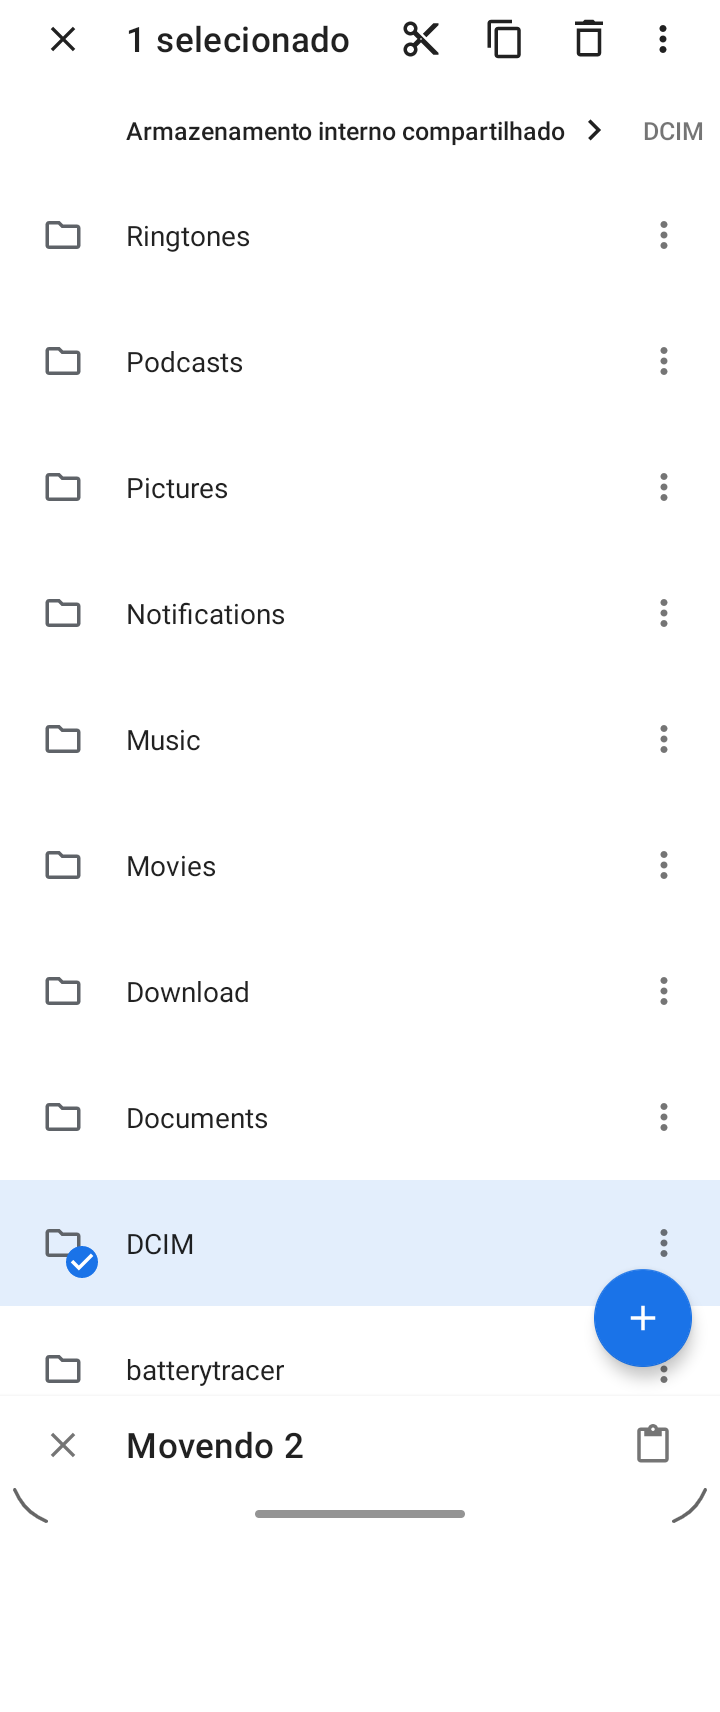 1 selecionado
Armazenamento interno compartilhado DCIM
Ringtones
Podcasts
Pictures
Notifications
Music
Movies
Download
Documents
DCIM
batterytracer
Movendo 2